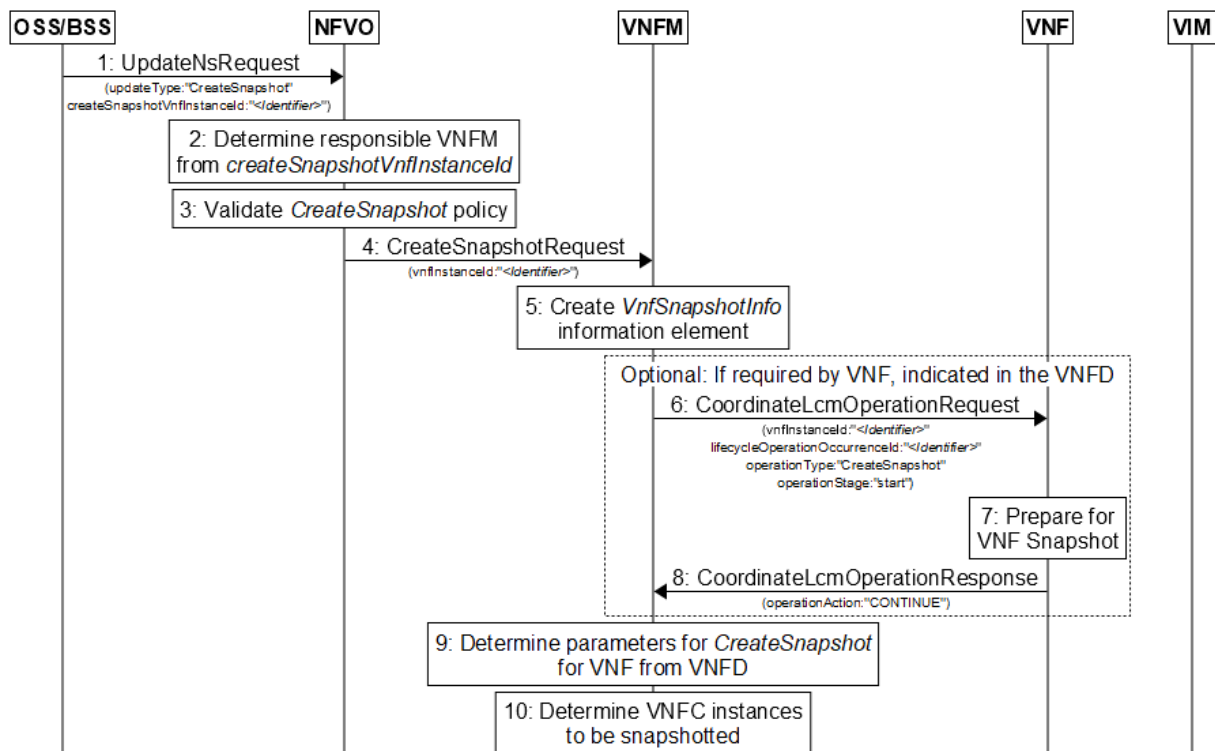 OSS/BSS NFVO VNFM VNF VIM
1: UpdateNsRequest
(updateType:"CreateSnapshot"
createSnapshotVnfInstanceId:"<Identifier>")
2: Determine responsible VNFM
from createSnapshotVnfInstanceId
3: Validate CreateSnapshot policy
4: CreateSnapshotRequest
(vnfInstanceId:"<Identifier>")
5: Create VnfSnapshotInfo
information element
Optional: If required by VNF, indicated in the VNFD
6: CoordinateLcmOperationRequest
(vnfInstanceId:"<Identifier>"
lifecycleOperationOccurrenceId:"<Identifier>"
operationType:"CreateSnapshot"
operationStage:"start")
7: Prepare for
VNF Snapshot
8: CoordinateLcmOperationResponse
(operationAction:"CONTINUE")
9: Determine parameters for CreateSnapshot
for VNF from VNFD
10: Determine VNFC instances
to be snapshotted